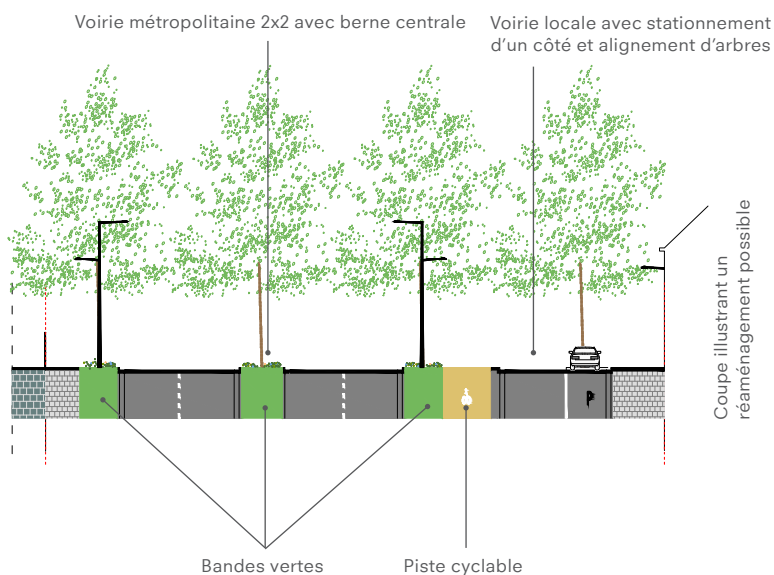 Voirie métropolitaine 2x2 avec berne centrale
Voirie locale avec stationnement
d'un côté et alignement d'arbres
Coupe illustrant un
réaménagement possible
P
Bandes vertes
Piste cyclable